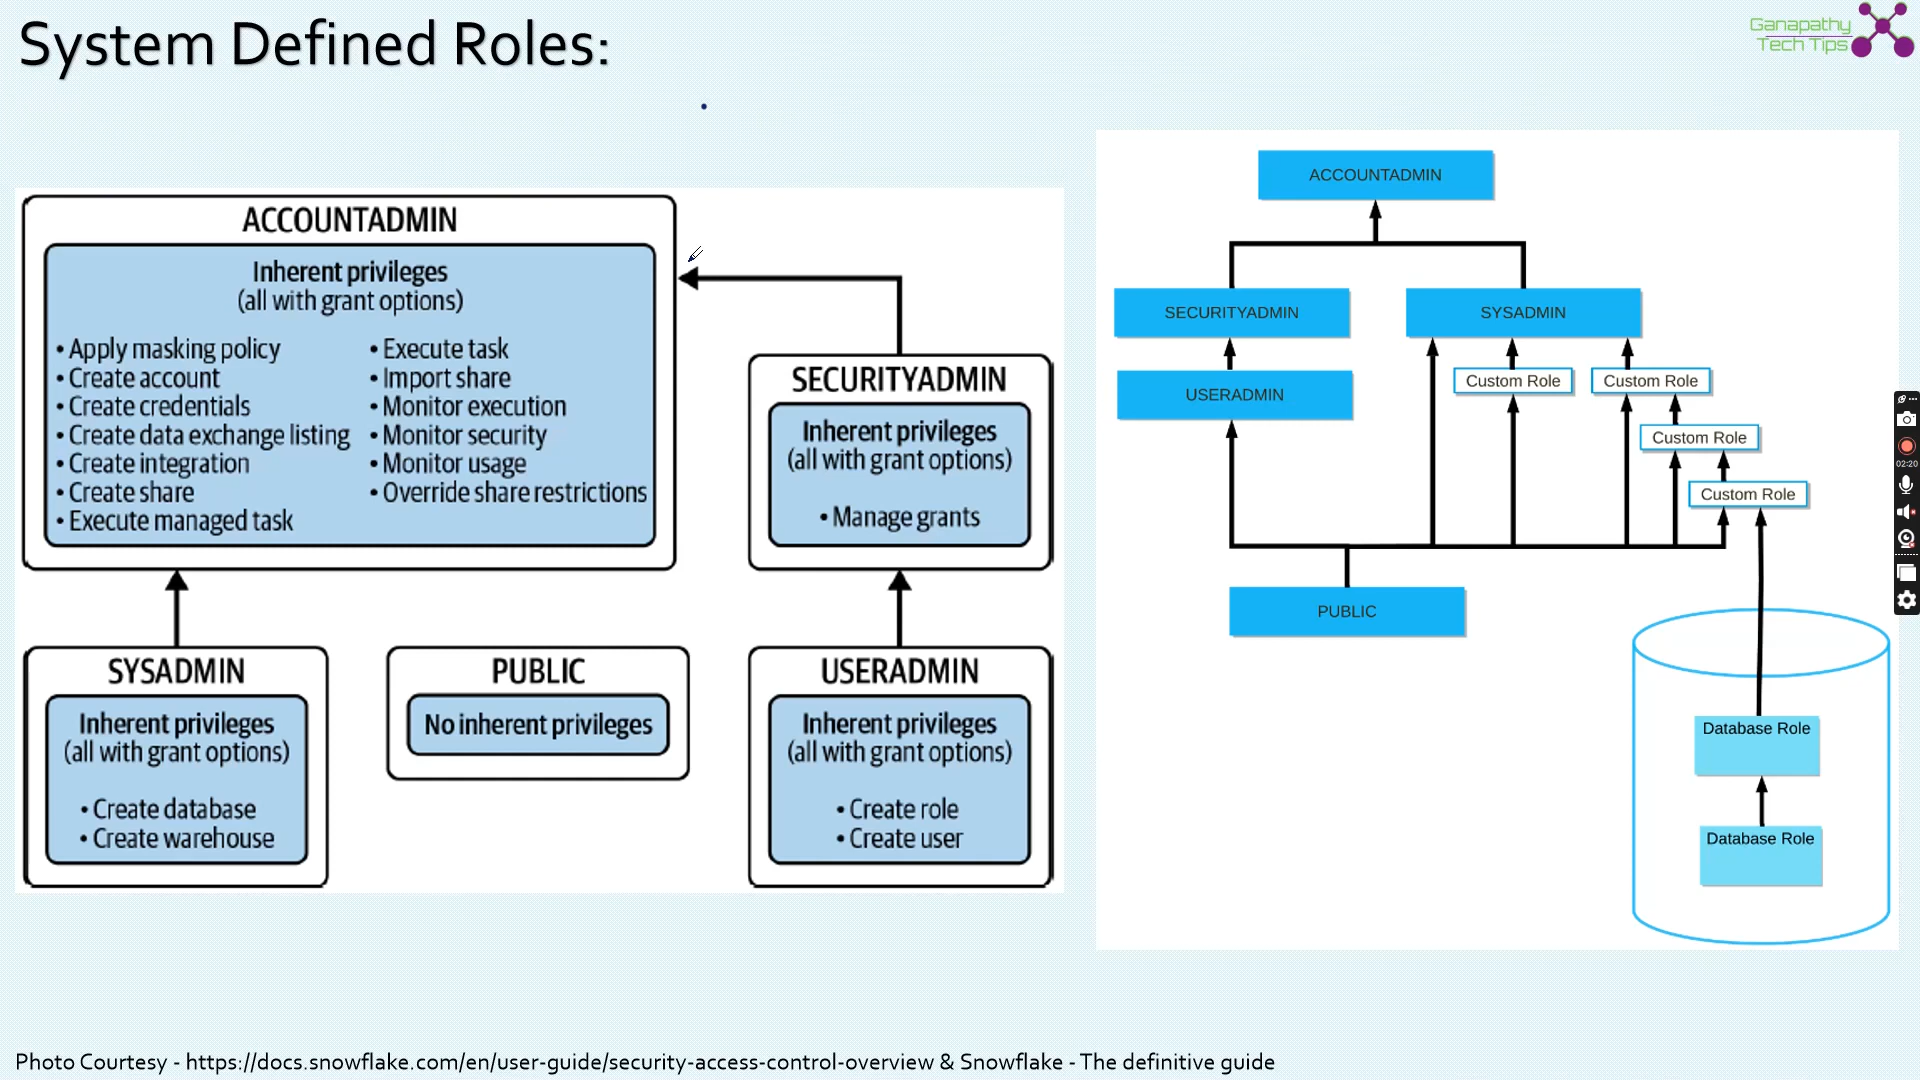 System Defined Roles:
Ganapathy
Tech Tips
ACCOUNTADMIN
Inherent privileges
(all with grant options)
• Apply masking policy
• Create account
• Create credentials
• Create data exchange listing
• Create integration
• Create share
• Execute managed task
• Execute task
• Import share
• Monitor execution
• Monitor security
• Monitor usage
• Override share restrictions
SECURITYADMIN
Inherent privileges
(all with grant options)
• Manage grants
SYSADMIN
Inherent privileges
(all with grant options)
• Create database
• Create warehouse
PUBLIC
No inherent privileges
USERADMIN
Inherent privileges
(all with grant options)
• Create role
• Create user
ACCOUNTADMIN
SECURITYADMIN
SYSADMIN
USERADMIN
Custom Role
Custom Role
Custom Role
Custom Role
PUBLIC
Database Role
Database Role
02:20
Photo Courtesy - https://docs.snowflake.com/en/user-guide/security-access-control-overview & Snowflake - The definitive guide